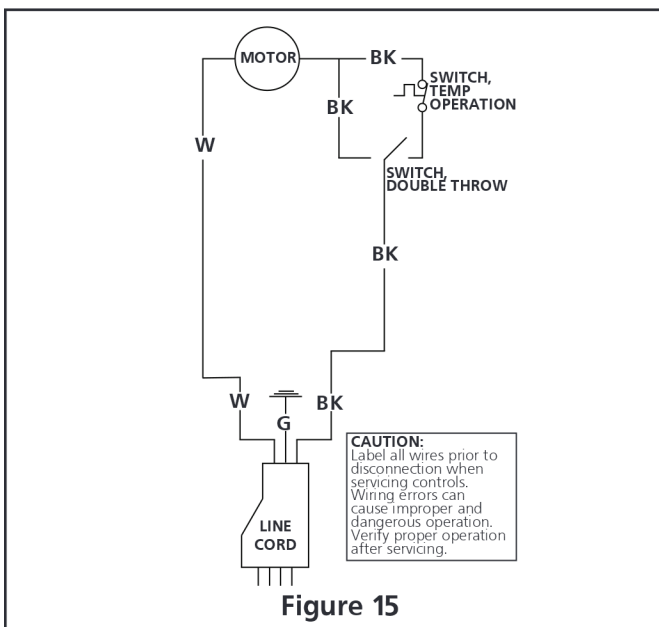 MOTOR
BK
SWITCH,
TEMP
OPERATION
BK
W
SWITCH,
DOUBLE THROW
BK
W
G
BK
CAUTION:
Label all wires prior to
disconnection when
servicing controls.
Wiring errors can
cause improper and
dangerous operation.
Verify proper operation
after servicing.
LINE
CORD
Figure 15